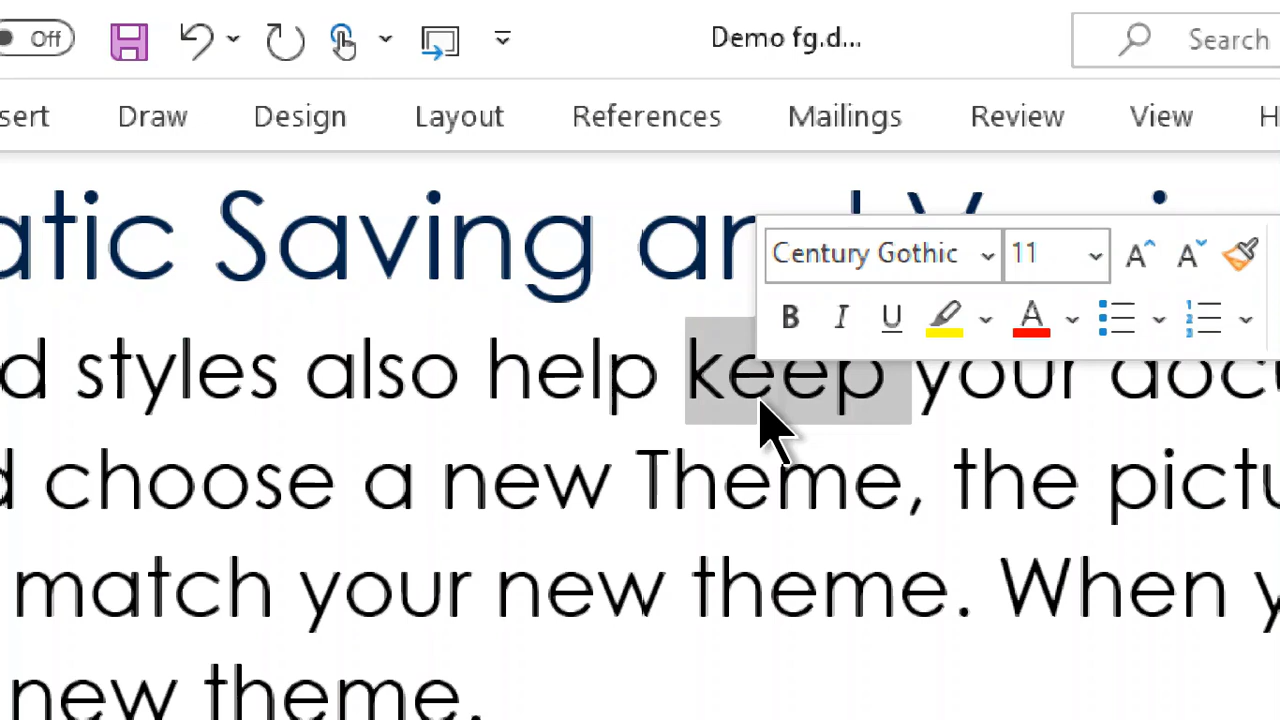 Off Demo fg.d... Search
sert Draw Design Layout References Mailings Review View H
atic Saving and
Century Gothic 11
B I U A
d styles also help keep your docu
d choose a new Theme, the pictu
match your new theme. When y
new theme.